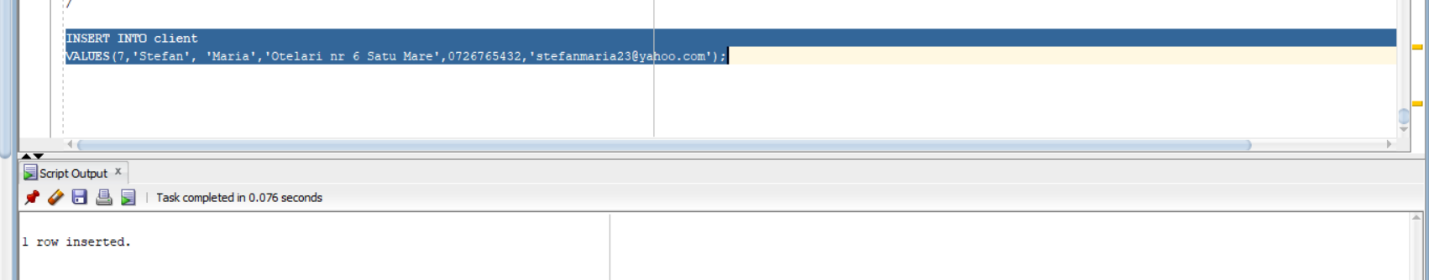 /
INSERT INTO client
VALUES(7,'Stefan', 'Maria','Otelari nr 6 Satu Mare',0726765432,'stefanmaria23@yahoo.com');
Script Output x
Task completed in 0.076 seconds
1 row inserted.